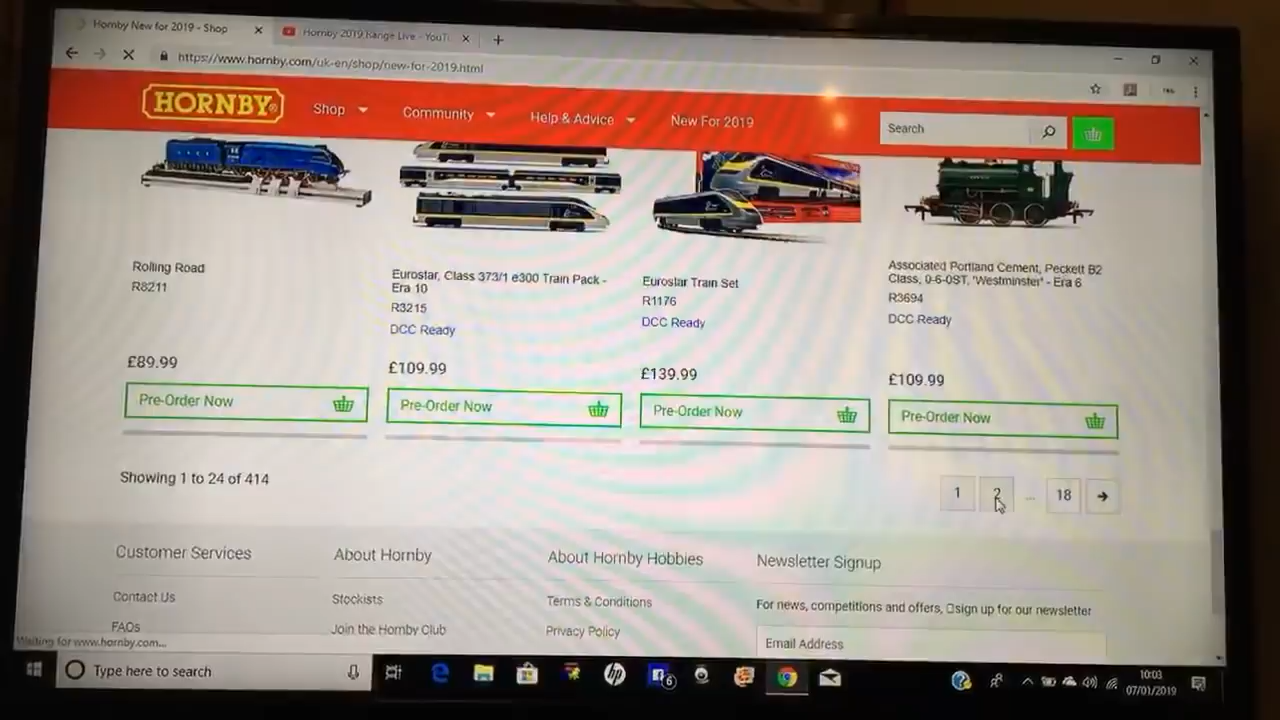 Hornby New for 2019 - Shop
Hornby 2019 Range Live - YouTu
https://www.hornby.com/uk-en/shop/new-for-2019.html
HORNBY®
Shop
Community
Help & Advice
New For 2019
Search
Rolling Road
R8211
£89.99
Pre-Order Now
Eurostar, Class 373/1 e300 Train Pack -
Era 10
R3215
DCC Ready
£109.99
Pre-Order Now
Eurostar Train Set
R1176
DCC Ready
£139.99
Pre-Order Now
Associated Portland Cement, Peckett B2
Class, 0-6-0ST, 'Westminster' - Era 6
R3694
DCC Ready
£109.99
Pre-Order Now
Showing 1 to 24 of 414
1 2 ... 18
Customer Services
Contact Us
FAQs
About Hornby
Stockists
Join the Hornby Club
About Hornby Hobbies
Terms & Conditions
Privacy Policy
Newsletter Signup
For news, competitions and offers, sign up for our newsletter
Email Address
Waiting for www.hornby.com...
Type here to search
hp
6
10:03
07/01/2019